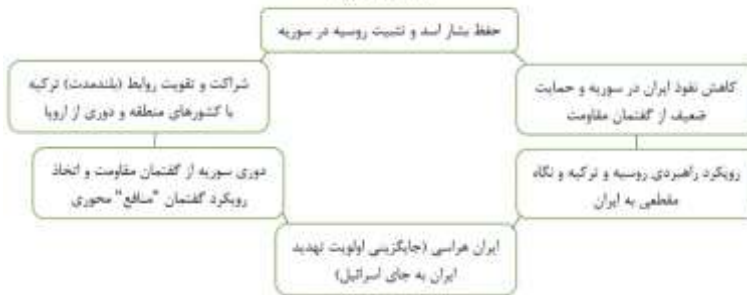 حفظ بشار اسد و تثبیت روسیه در سوریه
کاهش نفوذ ایران در سوریه و حمایت
ضعیف از گفتمان مقاومت
شراکت و تقویت روابط (بلندمدت) ترکیه
با کشورهای منطقه و دوری از اروپا
رویکرد راهبردی روسیه و ترکیه و نگاه
مقطعی به ایران
دوری سوریه از گفتمان مقاومت و اتخاذ
رویکرد گفتمان "منافع" محوری
ایران هراسی (جایگزینی اولویت تهدید
ایران به جای اسرائیل)